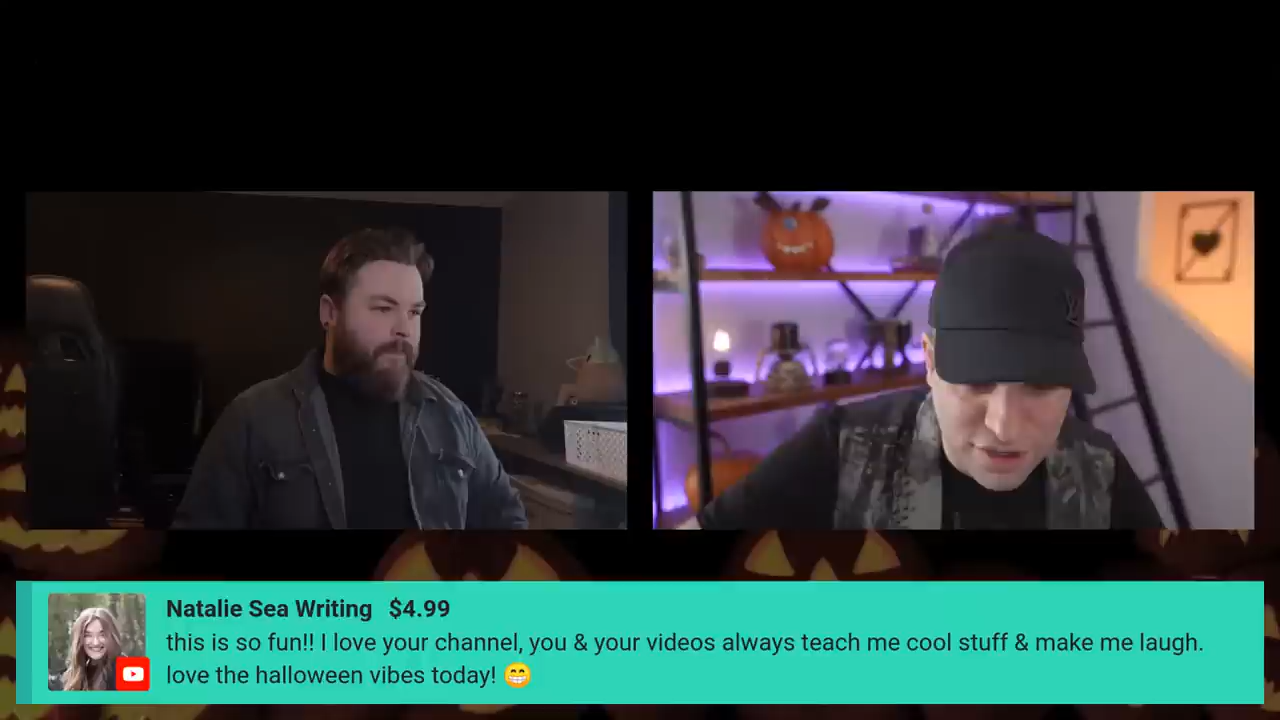 Natalie Sea Writing $4.99
this is so fun!! I love your channel, you & your videos always teach me cool stuff & make me laugh.
love the halloween vibes today! 😁